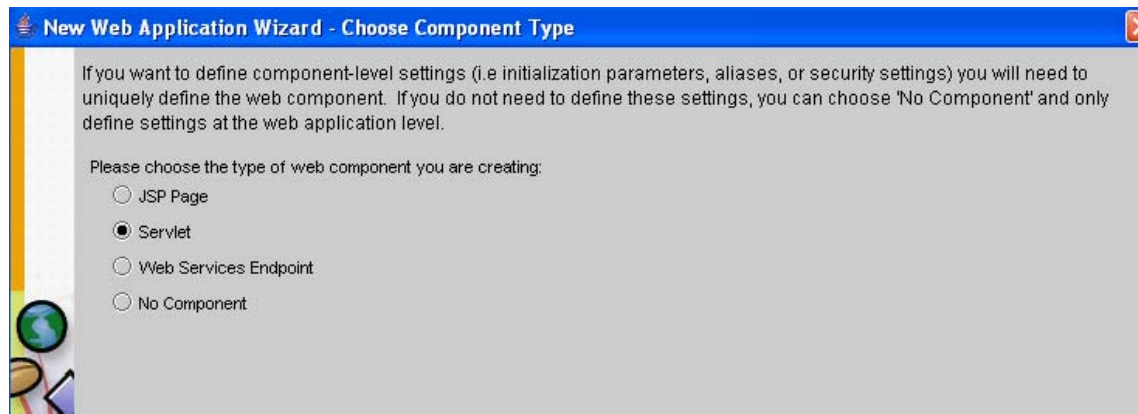 New Web Application Wizard - Choose Component Type
If you want to define component-level settings (i.e initialization parameters, aliases, or security settings) you will need to
uniquely define the web component. If you do not need to define these settings, you can choose 'No Component' and only
define settings at the web application level.
Please choose the type of web component you are creating:
JSP Page
Servlet
Web Services Endpoint
No Component